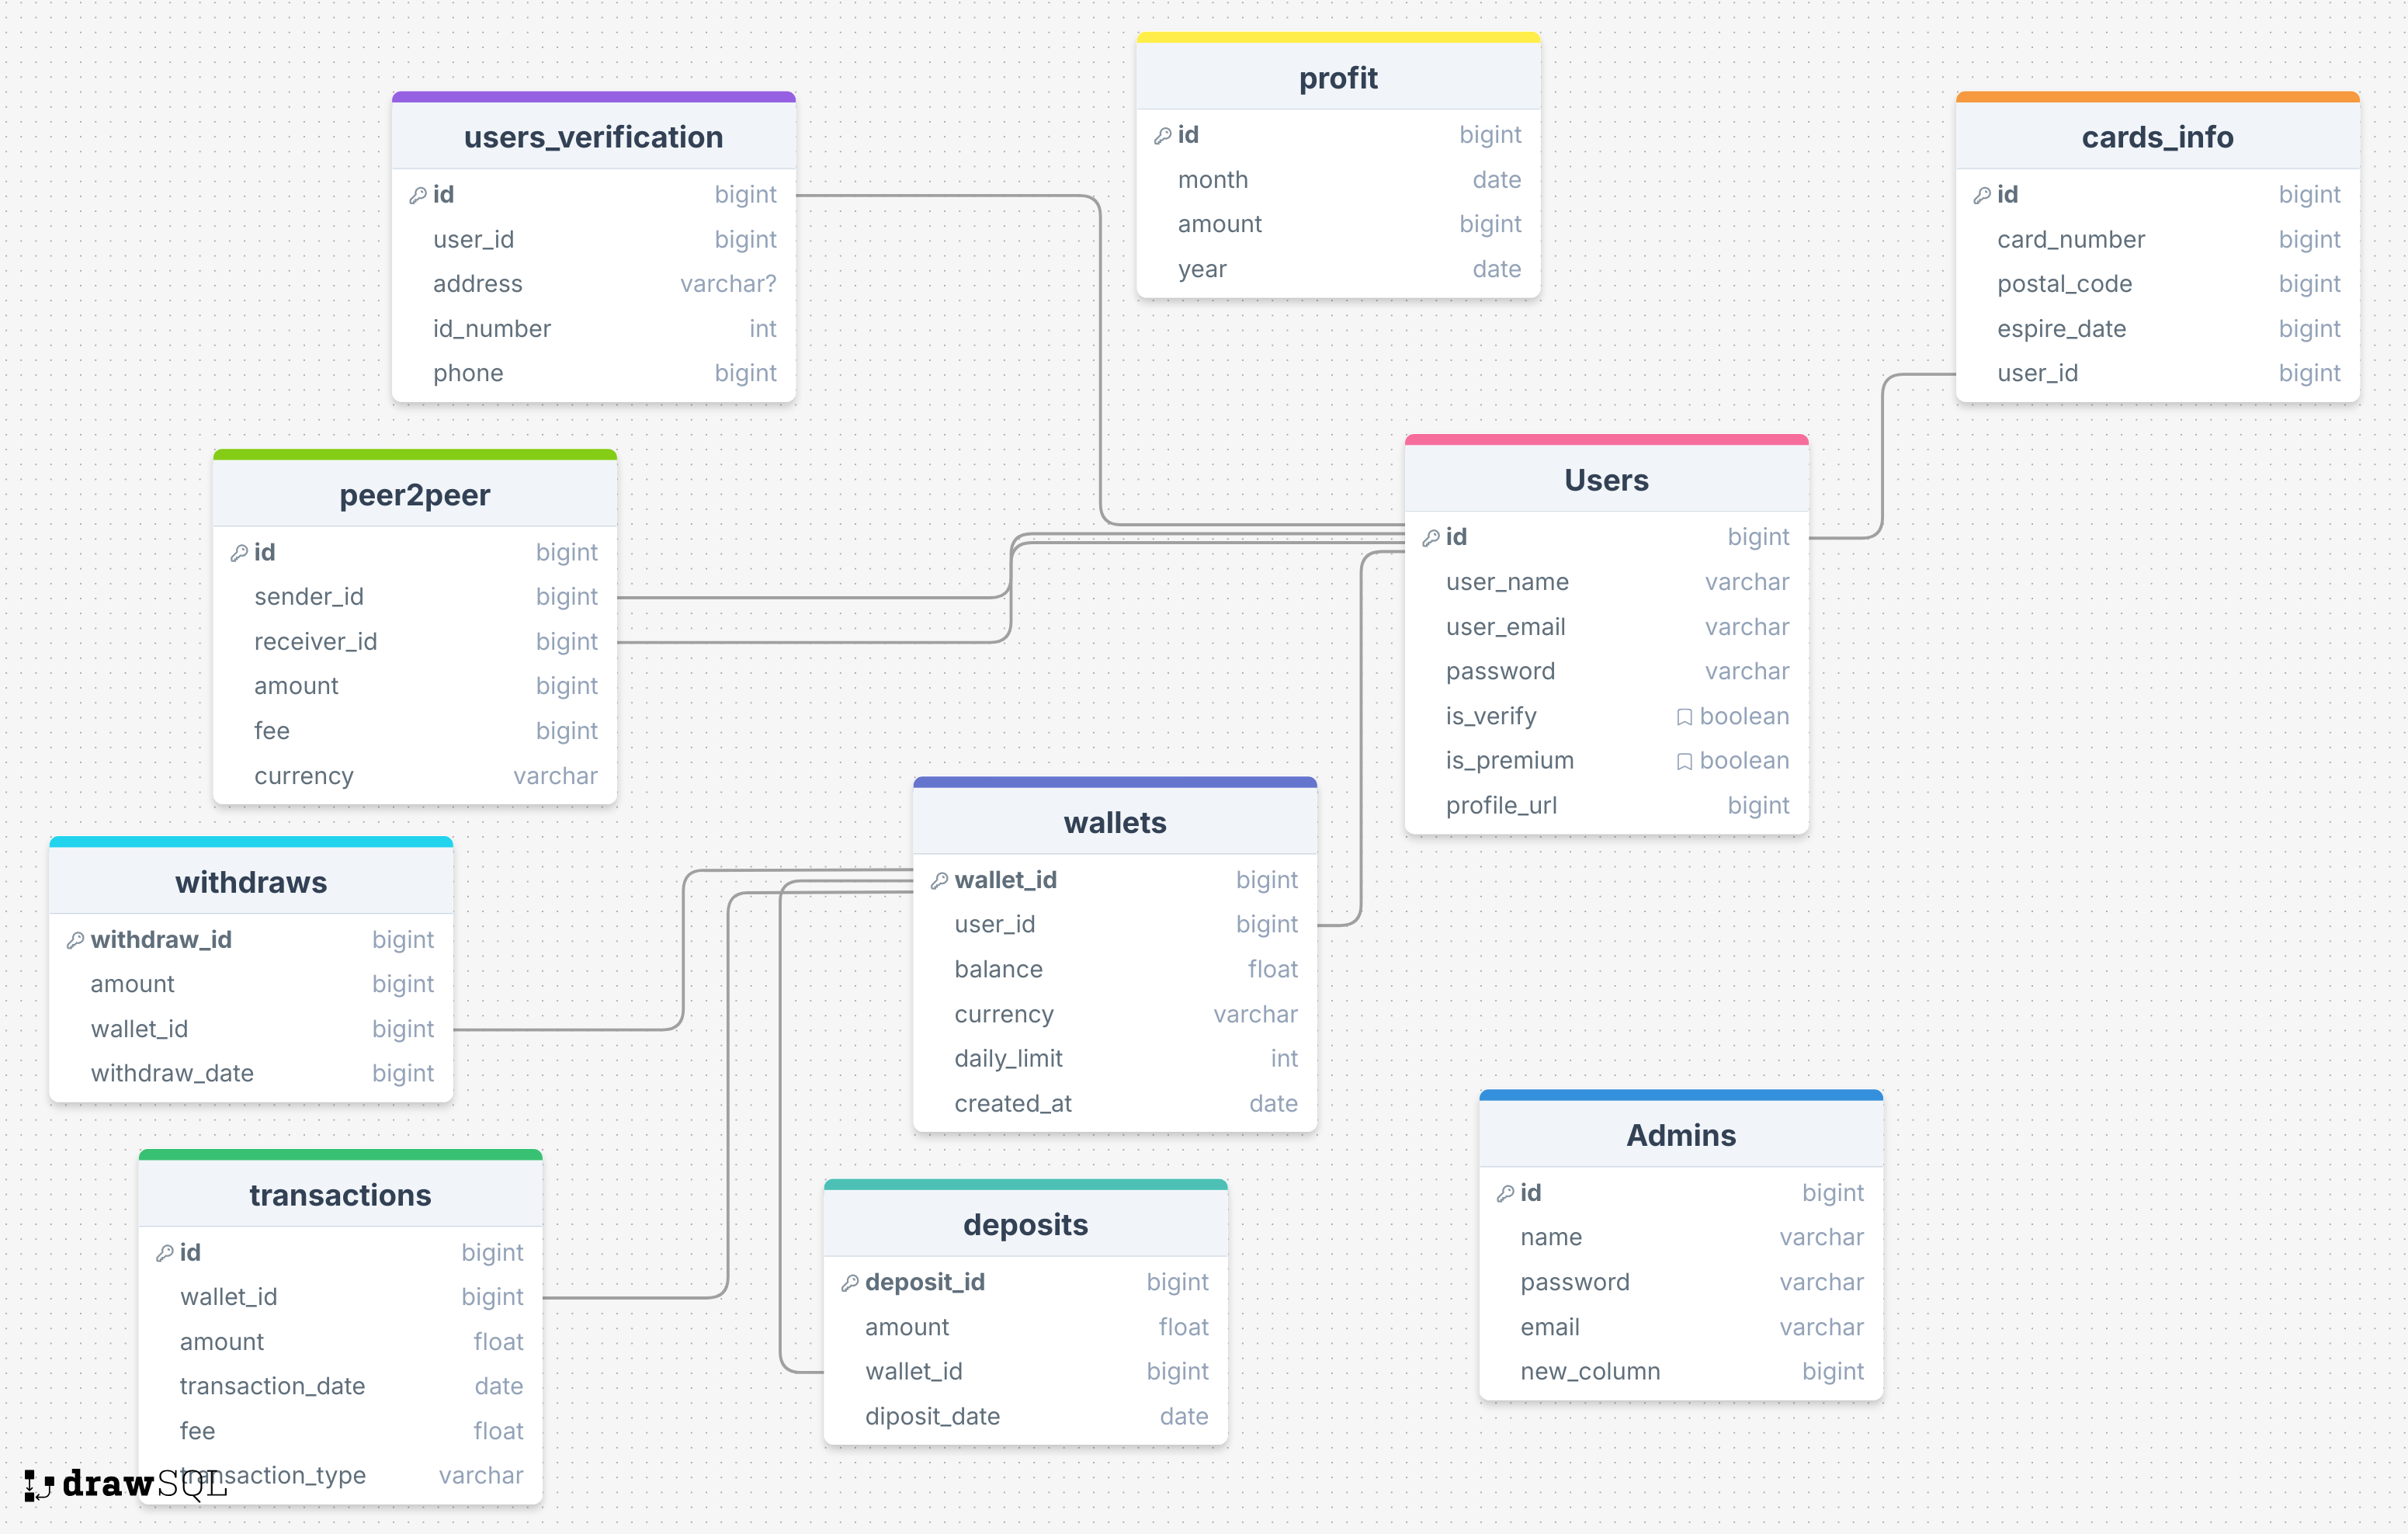 profit
id bigint
month date
amount bigint
year date
users_verification
id bigint
user_id bigint
address varchar?
id_number int
phone bigint
cards_info
id bigint
card_number bigint
postal_code bigint
espire_date bigint
user_id bigint
peer2peer
id bigint
sender_id bigint
receiver_id bigint
amount bigint
fee bigint
currency varchar
Users
id bigint
user_name varchar
user_email varchar
password varchar
is_verify boolean
is_premium boolean
profile_url bigint
wallets
wallet_id bigint
user_id bigint
balance float
currency varchar
daily_limit int
created_at date
withdraws
withdraw_id bigint
amount bigint
wallet_id bigint
withdraw_date bigint
Admins
id bigint
name varchar
password varchar
email varchar
new_column bigint
transactions
id bigint
wallet_id bigint
amount float
transaction_date date
fee float
transaction_type varchar
deposits
deposit_id bigint
amount float
wallet_id bigint
diposit_date date
drawSQL